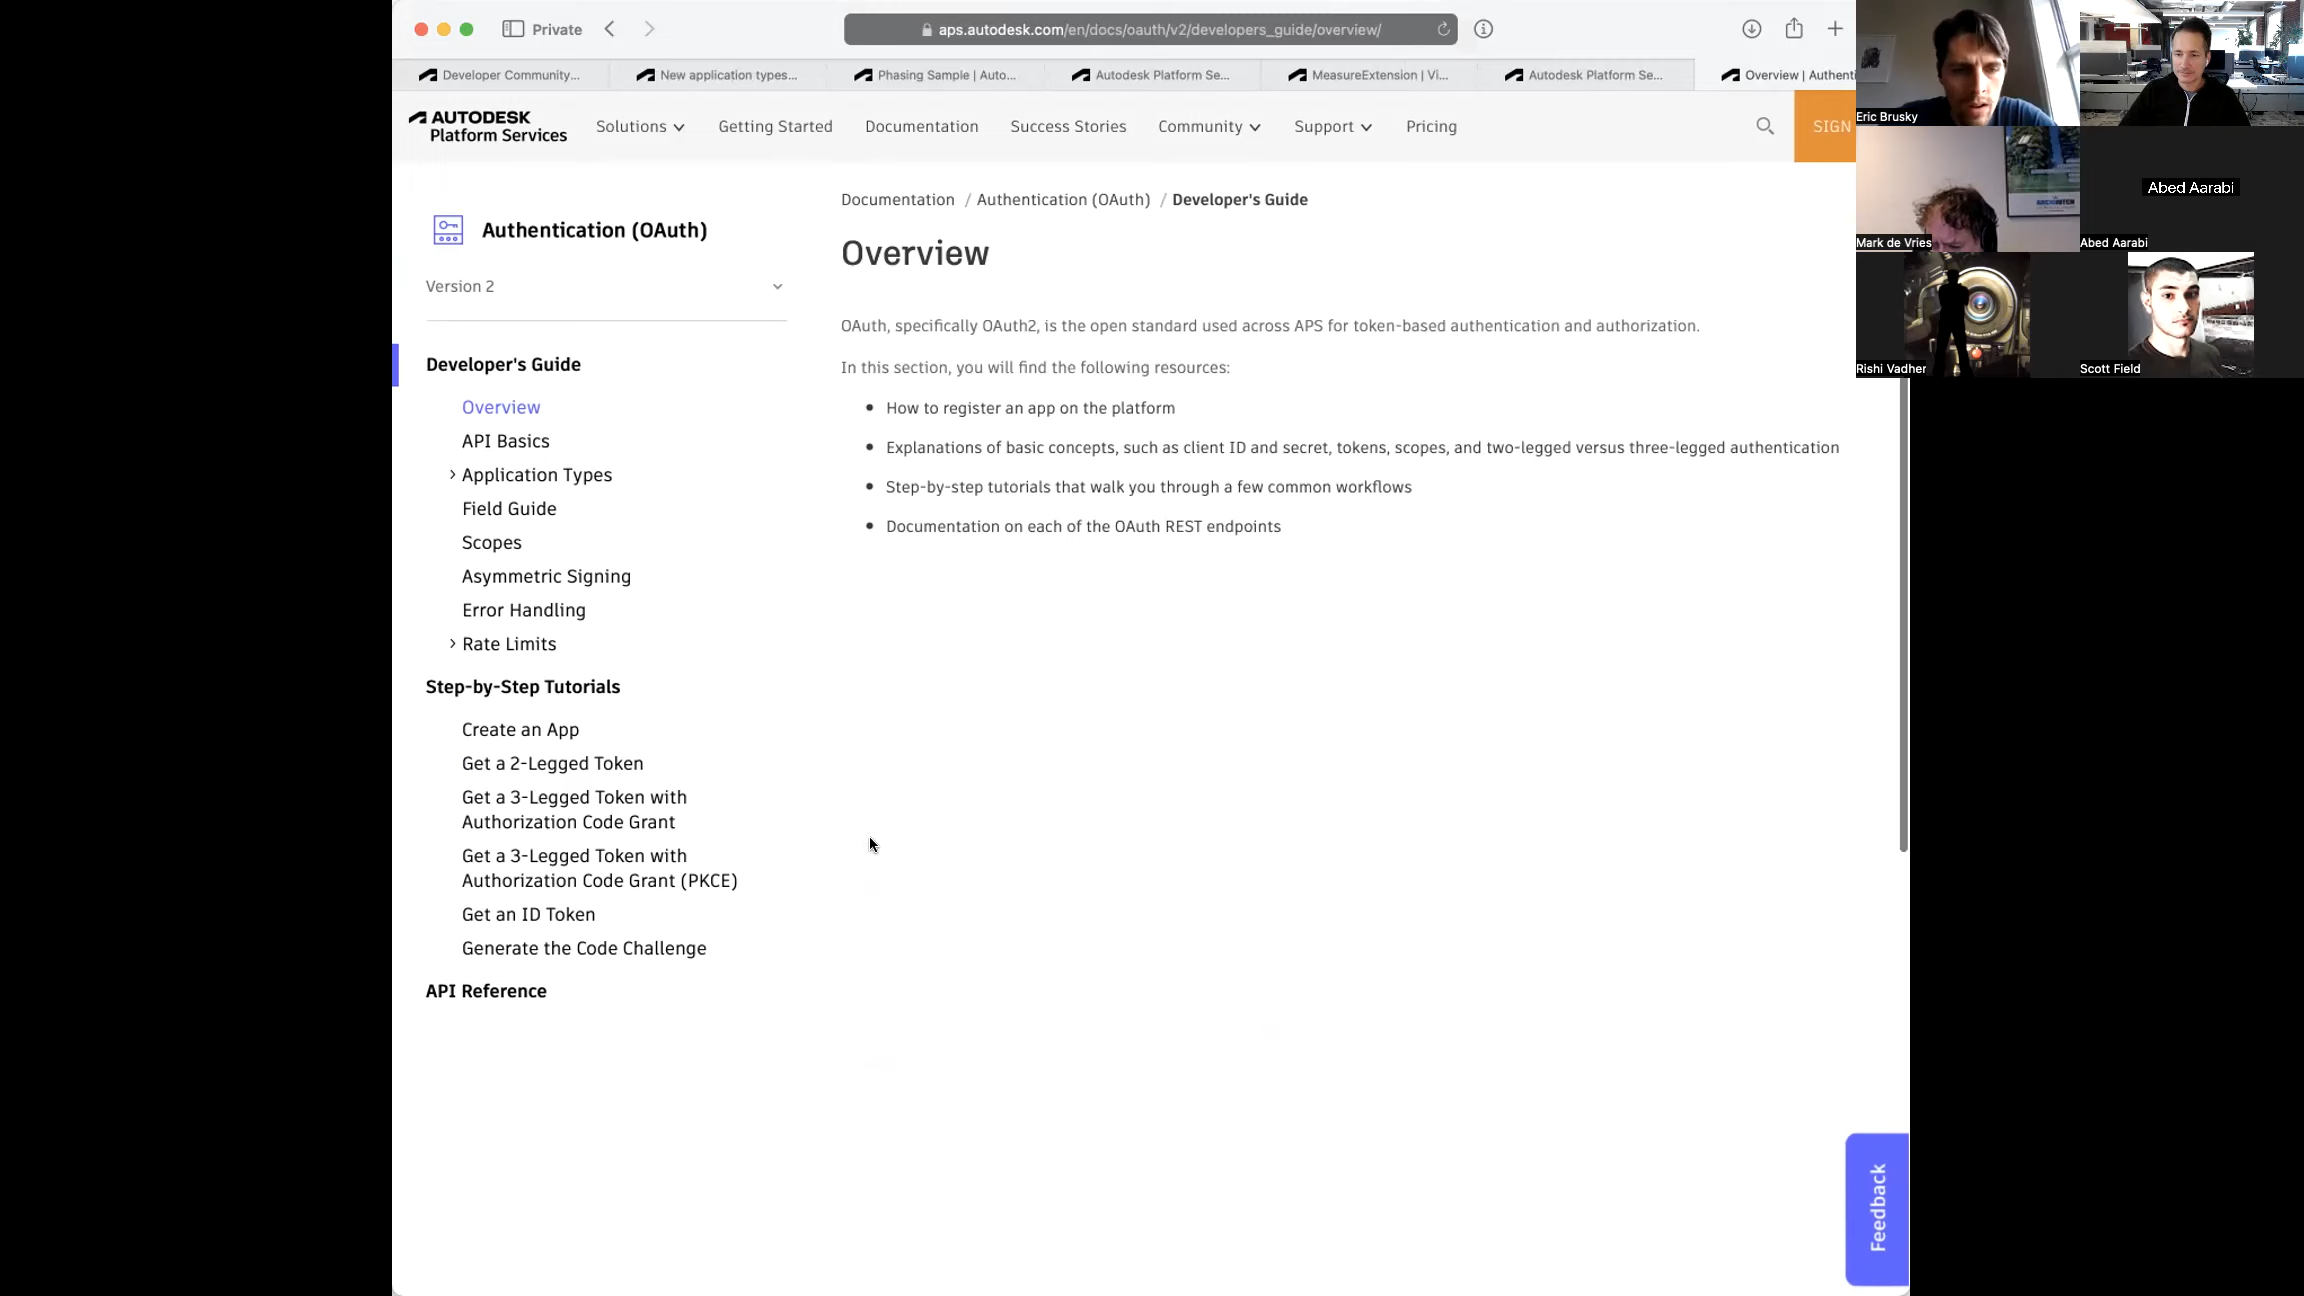 Private
aps.autodesk.com/en/docs/oauth/v2/developers_guide/overview/
Developer Community...
New application types...
Phasing Sample | Auto...
Autodesk Platform Se...
MeasureExtension | Vi...
Autodesk Platform Se...
Overview | Authenti
AUTODESK
Platform Services
Solutions
Getting Started
Documentation
Success Stories
Community
Support
Pricing
SIGN
Authentication (OAuth)
Version 2
Developer's Guide
Overview
API Basics
Application Types
Field Guide
Scopes
Asymmetric Signing
Error Handling
Rate Limits
Step-by-Step Tutorials
Create an App
Get a 2-Legged Token
Get a 3-Legged Token with
Authorization Code Grant
Get a 3-Legged Token with
Authorization Code Grant (PKCE)
Get an ID Token
Generate the Code Challenge
API Reference
Documentation / Authentication (OAuth) / Developer's Guide
Overview
OAuth, specifically OAuth2, is the open standard used across APS for token-based authentication and authorization.
In this section, you will find the following resources:
How to register an app on the platform
Explanations of basic concepts, such as client ID and secret, tokens, scopes, and two-legged versus three-legged authentication
Step-by-step tutorials that walk you through a few common workflows
Documentation on each of the OAuth REST endpoints
Feedback
Eric Brusky
Mark de Vries
Abed Aarabi
Abed Aarabi
Rishi Vadher
Scott Field